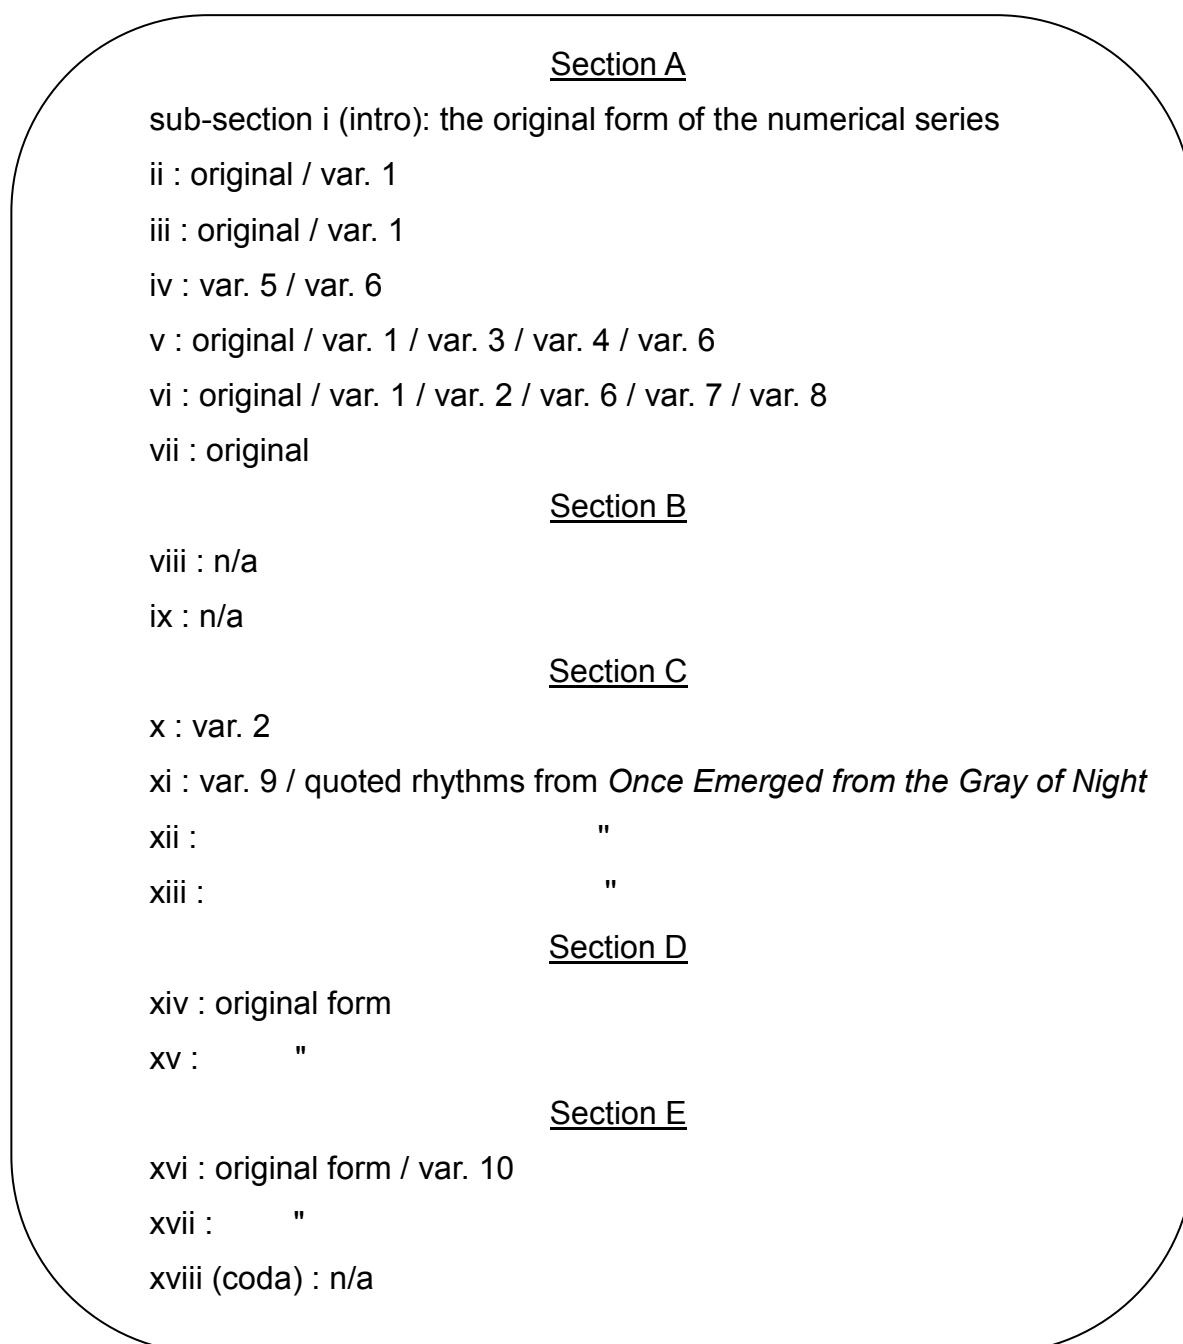 Section A
sub-section i (intro): the original form of the numerical series
ii : original / var. 1
iii : original / var. 1
iv : var. 5 / var. 6
v : original / var. 1 / var. 3 / var. 4 / var. 6
vi : original / var. 1 / var. 2 / var. 6 / var. 7 / var. 8
vii : original
Section B
viii : n/a
ix : n/a
Section C
x : var. 2
xi : var. 9 / quoted rhythms from Once Emerged from the Gray of Night
xii : "
xiii : "
Section D
xiv : original form
xv : "
Section E
xvi : original form / var. 10
xvii : "
xviii (coda) : n/a